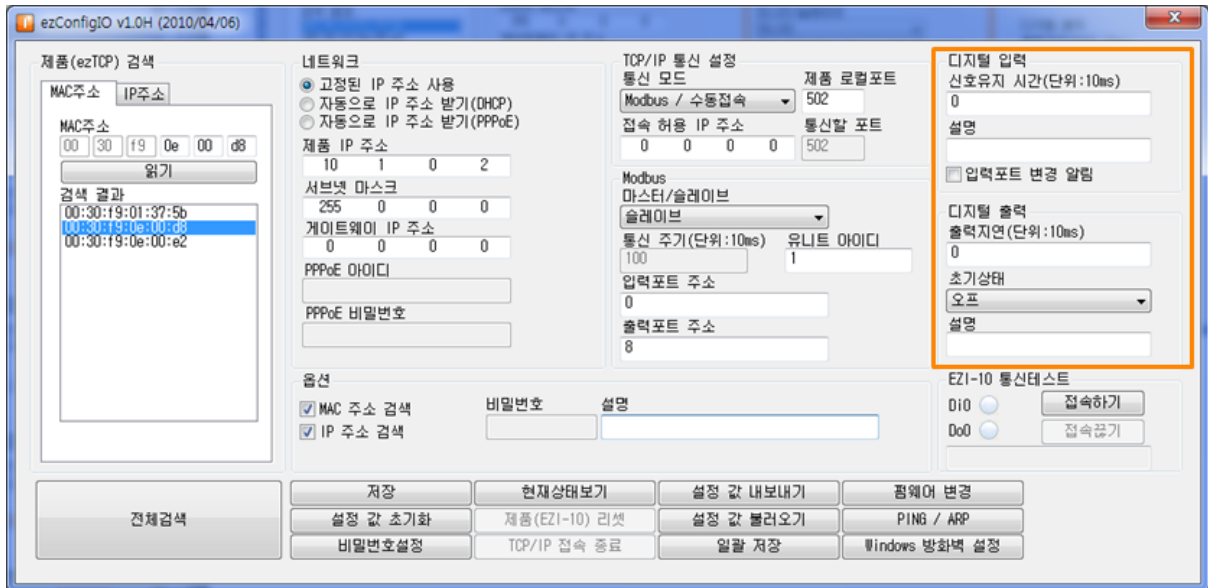 ezConfigIO v1.0H (2010/04/06)
제품(ezTCP) 검색
MAC주소 IP주소
MAC주소
00 30 f9 0e 00 d8
읽기
검색 결과
00:30:f9:01:37:5b
00:30:f9:0e:00:d8
00:30:f9:0e:00:e2
네트워크
고정된 IP 주소 사용
자동으로 IP 주소 받기(DHCP)
자동으로 IP 주소 받기(PPPoE)
제품 IP 주소
10 1 0 2
서브넷 마스크
255 0 0 0
게이트웨이 IP 주소
0 0 0 0
PPPoE 아이디
PPPoE 비밀번호
TCP/IP 통신 설정
통신 모드 제품 로컬포트
Modbus / 수동접속 502
접속 허용 IP 주소 통신할 포트
0 0 0 0 502
Modbus
마스터/슬레이브
슬레이브
통신 주기(단위:10ms) 유니트 아이디
100 1
입력포트 주소
0
출력포트 주소
8
디지털 입력
신호유지 시간(단위:10ms)
0
설명
입력포트 변경 알림
디지털 출력
출력지연(단위:10ms)
0
초기상태
오프
설명
옵션
MAC 주소 검색 비밀번호 설명
IP 주소 검색
EZI-10 통신테스트
Di0 접속하기
Do0 접속끊기
전체검색
저장 현재상태보기 설정 값 내보내기 펌웨어 변경
설정 값 초기화 제품(EZI-10) 리셋 설정 값 불러오기 PING / ARP
비밀번호설정 TCP/IP 접속 종료 일괄 저장 Windows 방화벽 설정